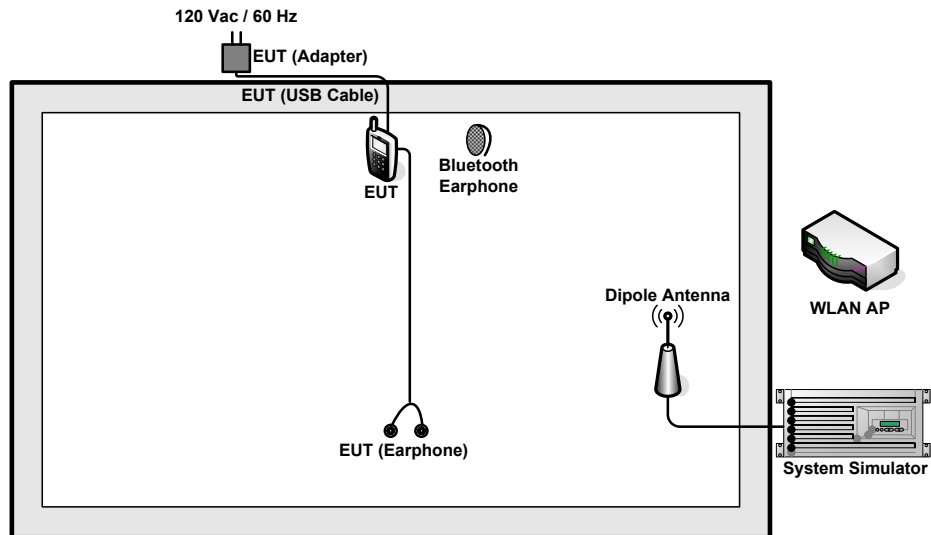 120 Vac / 60 Hz
EUT (Adapter)
EUT (USB Cable)
EUT
Bluetooth
Earphone
Dipole Antenna
WLAN AP
EUT (Earphone)
System Simulator